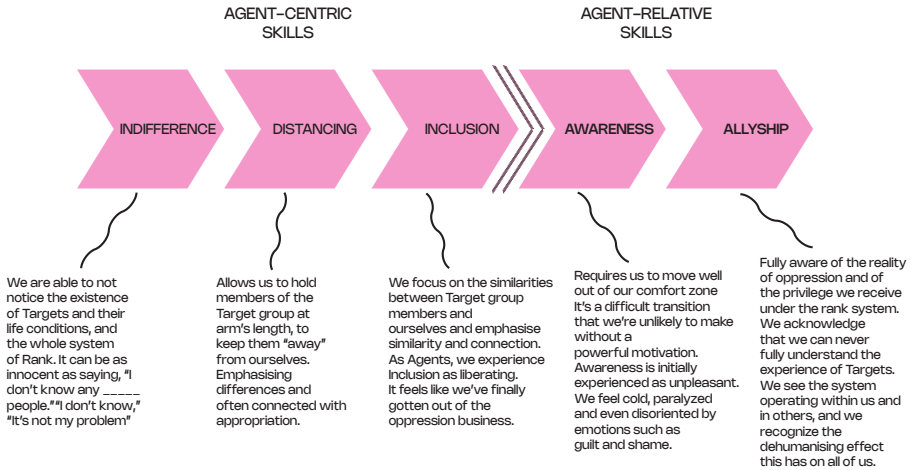 AGENT-CENTRIC
SKILLS
AGENT-RELATIVE
SKILLS
INDIFFERENCE
DISTANCING
INCLUSION
AWARENESS
ALLYSHIP
We are able to not
notice the existence
of Targets and their
life conditions, and
the whole system
of Rank. It can be as
innocent as saying, “I
don’t know any _____
people.” “I don’t know,”
“It’s not my problem”
Allows us to hold
members of the
Target group at
arm’s length, to
keep them “away”
from ourselves.
Emphasising
differences and
often connected with
appropriation.
We focus on the similarities
between Target group
members and
ourselves and emphasise
similarity and connection.
As Agents, we experience
Inclusion as liberating.
It feels like we’ve finally
gotten out of the
oppression business.
Requires us to move well
out of our comfort zone
It’s a difficult transition
that we’re unlikely to make
without a
powerful motivation.
Awareness is initially
experienced as unpleasant.
We feel cold, paralyzed
and even disoriented by
emotions such as
guilt and shame.
Fully aware of the reality
of oppression and of
the privilege we receive
under the rank system.
We acknowledge
that we can never
fully understand the
experience of Targets.
We see the system
operating within us and
in others, and we
recognize the
dehumanising effect
this has on all of us.